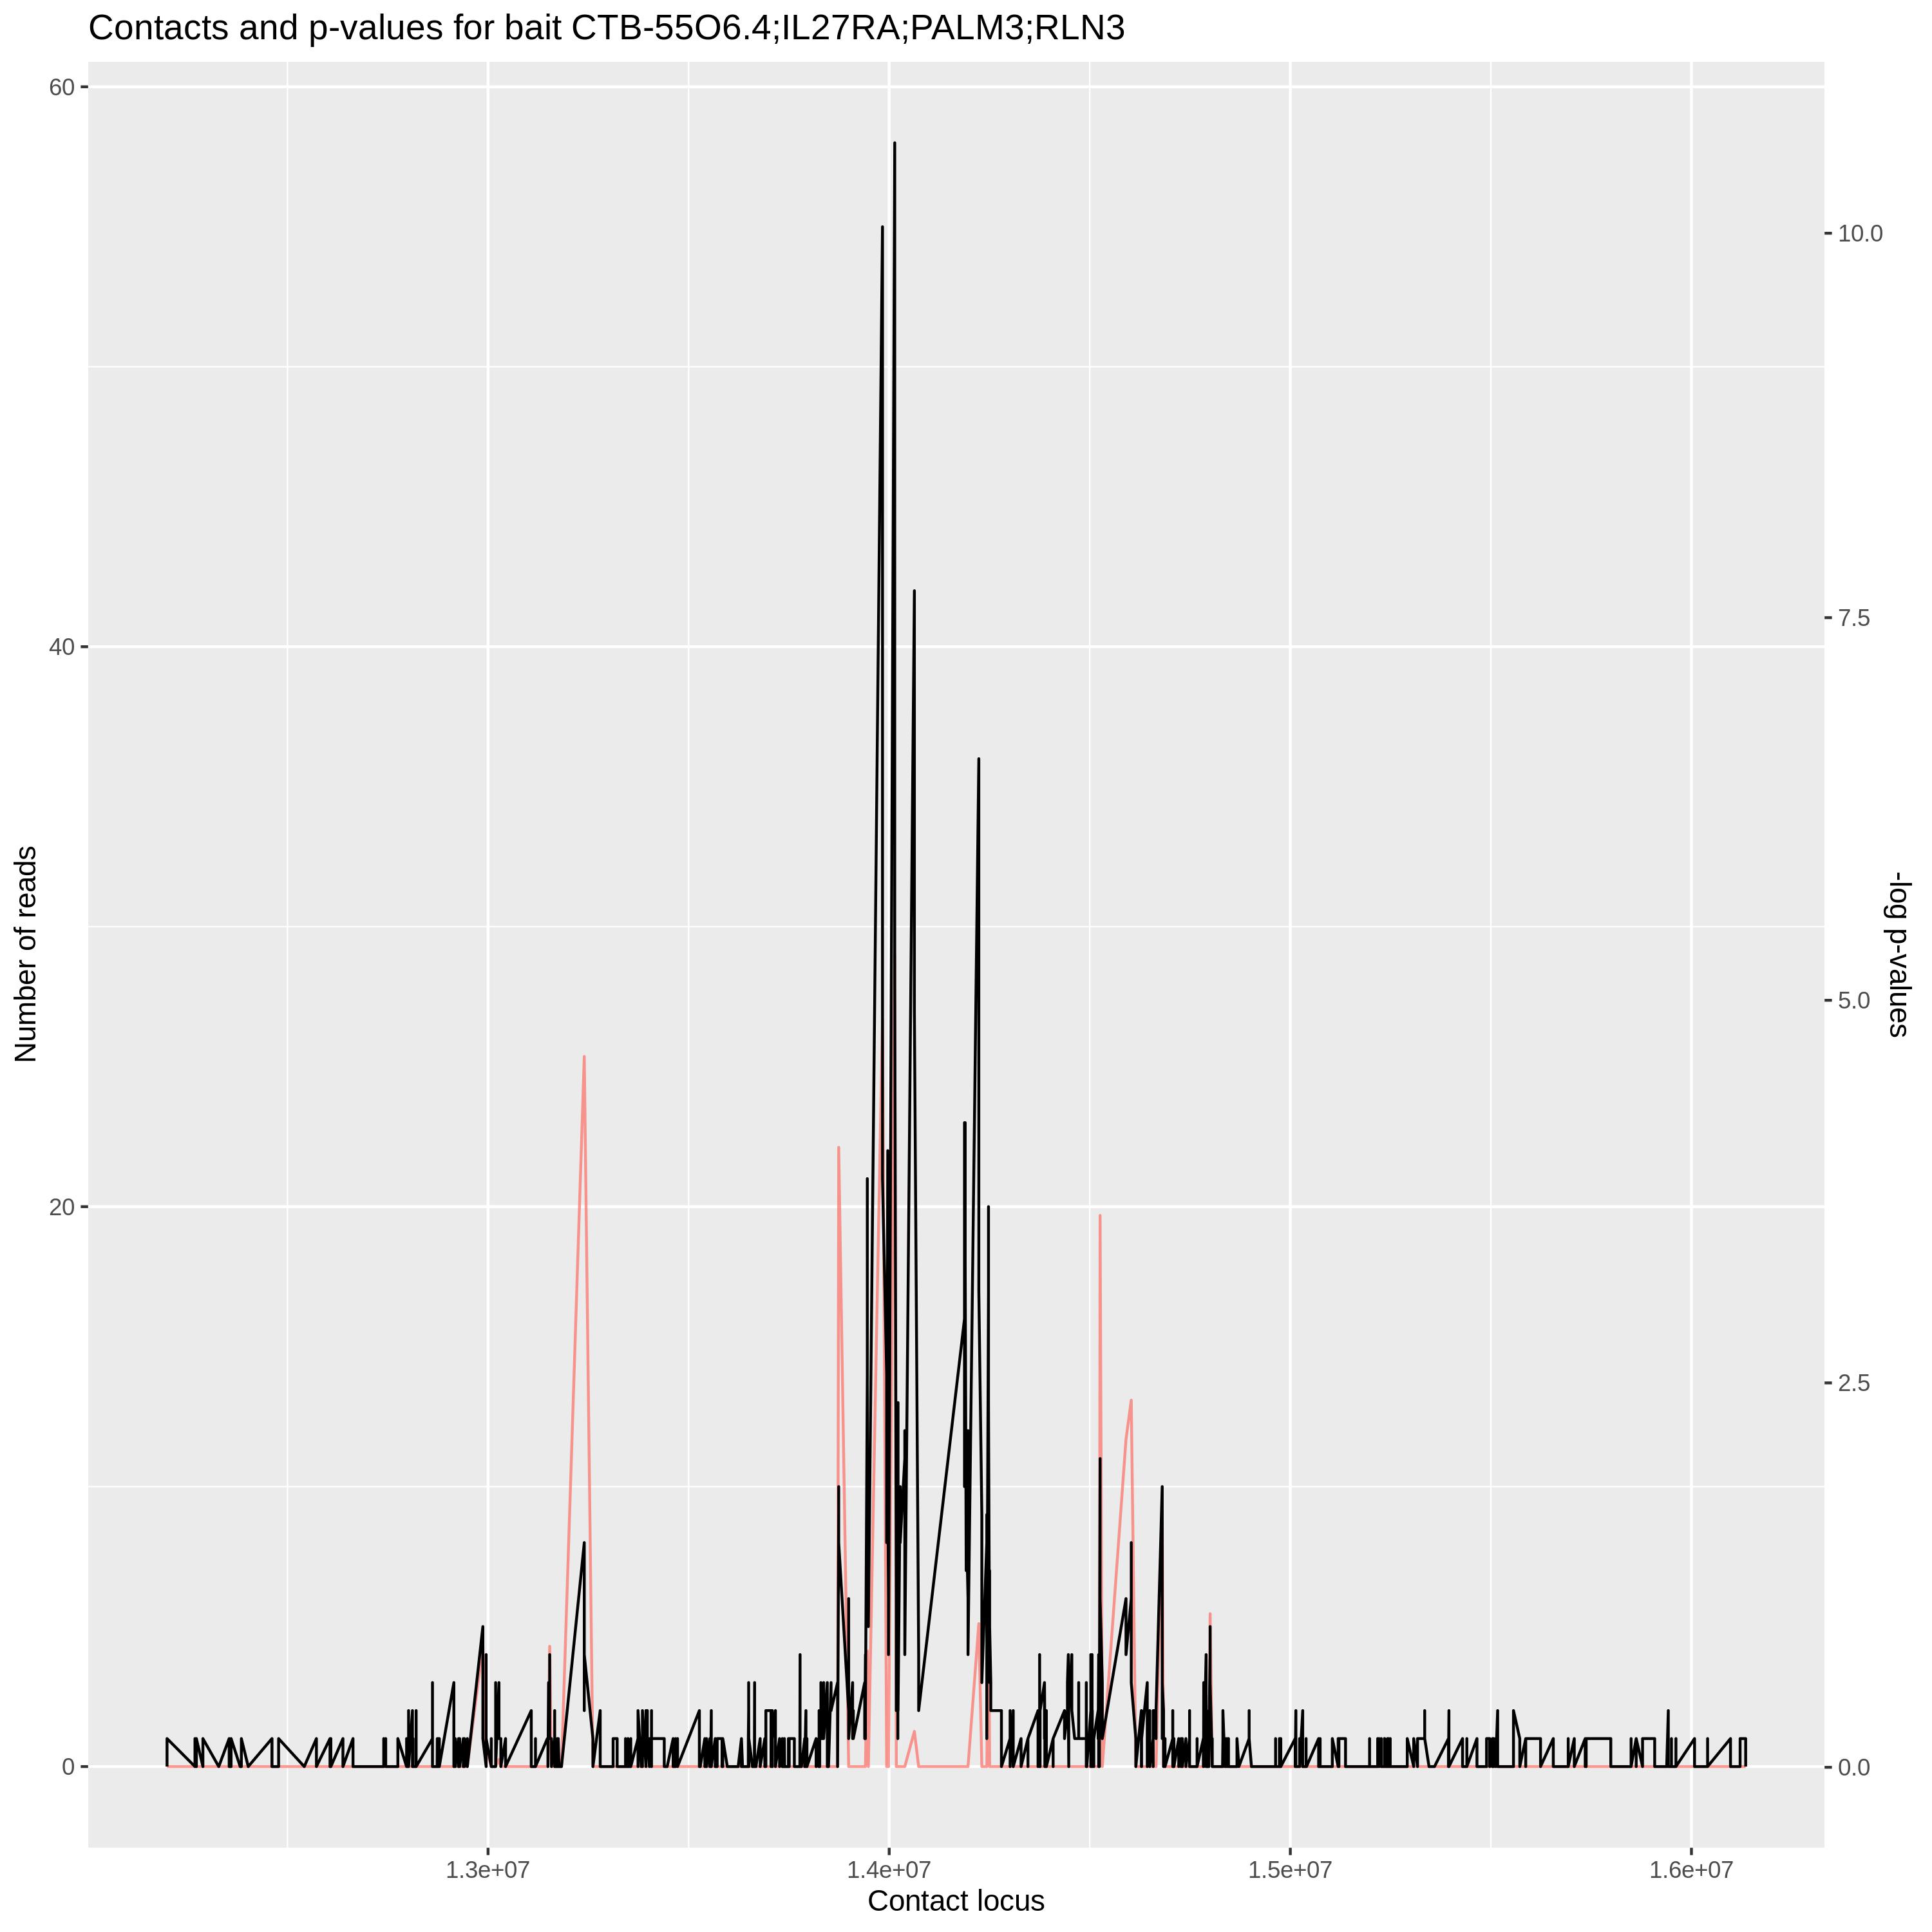 Contacts and p-values for bait CTB-55O6.4;IL27RA;PALM3;RLN3
60
40
20
0
Number of reads
10.0
7.5
5.0
2.5
0.0
-log p-values
1.3e+07
1.4e+07
1.5e+07
1.6e+07
Contact locus